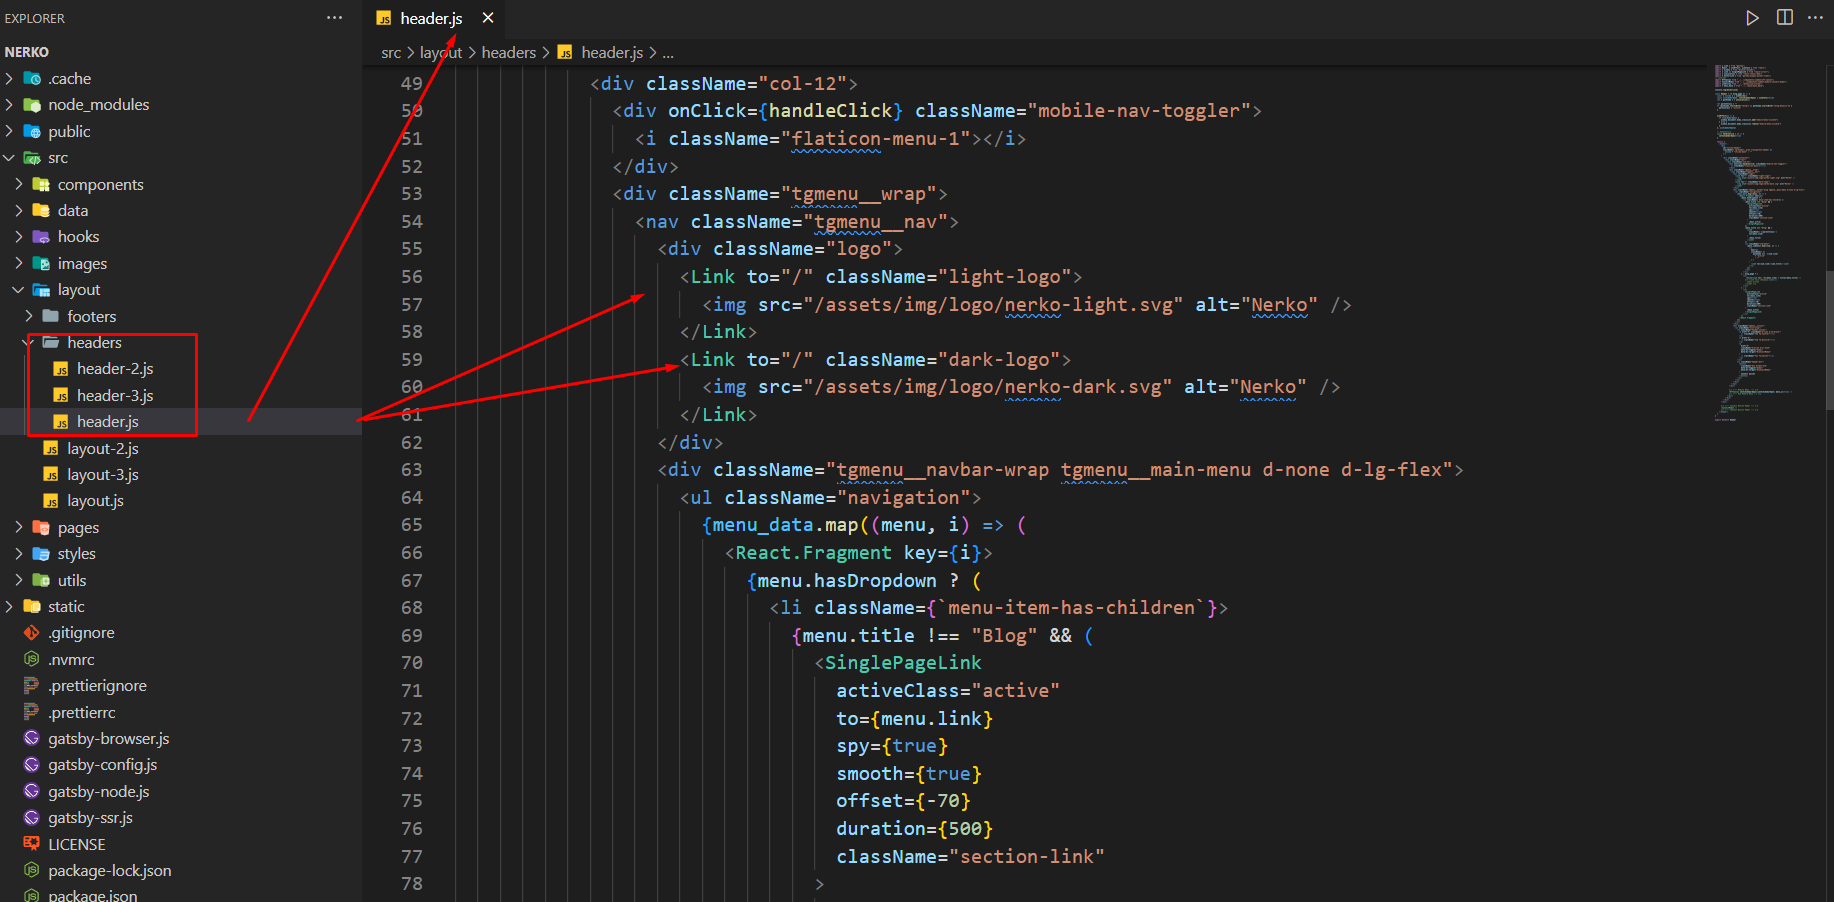 EXPLORER
NERKO
.cache
node_modules
public
src
components
data
hooks
images
layout
footers
headers
header-2.js
header-3.js
header.js
layout-2.js
layout-3.js
layout.js
pages
styles
utils
static
.gitignore
.nvmrc
.prettierignore
.prettierrc
gatsby-browser.js
gatsby-config.js
gatsby-node.js
gatsby-ssr.js
LICENSE
package-lock.json
package.json
header.js
src > layout > headers > header.js > ...
49 <div className="col-12">
50 <div onClick={handleClick} className="mobile-nav-toggler">
51 <i className="flaticon-menu-1"></i>
52 </div>
53 <div className="tgmenu__wrap">
54 <nav className="tgmenu__nav">
55 <div className="logo">
56 <Link to="/" className="light-logo">
57 <img src="/assets/img/logo/nerko-light.svg" alt="Nerko" />
58 </Link>
59 <Link to="/" className="dark-logo">
60 <img src="/assets/img/logo/nerko-dark.svg" alt="Nerko" />
61 </Link>
62 </div>
63 <div className="tgmenu__navbar-wrap tgmenu__main-menu d-none d-lg-flex">
64 <ul className="navigation">
65 {menu_data.map((menu, i) => (
66 <React.Fragment key={i}>
67 {menu.hasDropdown ? (
68 <li className={`menu-item-has-children`}>
69 {menu.title !== "Blog" && (
70 <SinglePageLink
71 activeClass="active"
72 to={menu.link}
73 spy={true}
74 smooth={true}
75 offset={-70}
76 duration={500}
77 className="section-link"
78 >